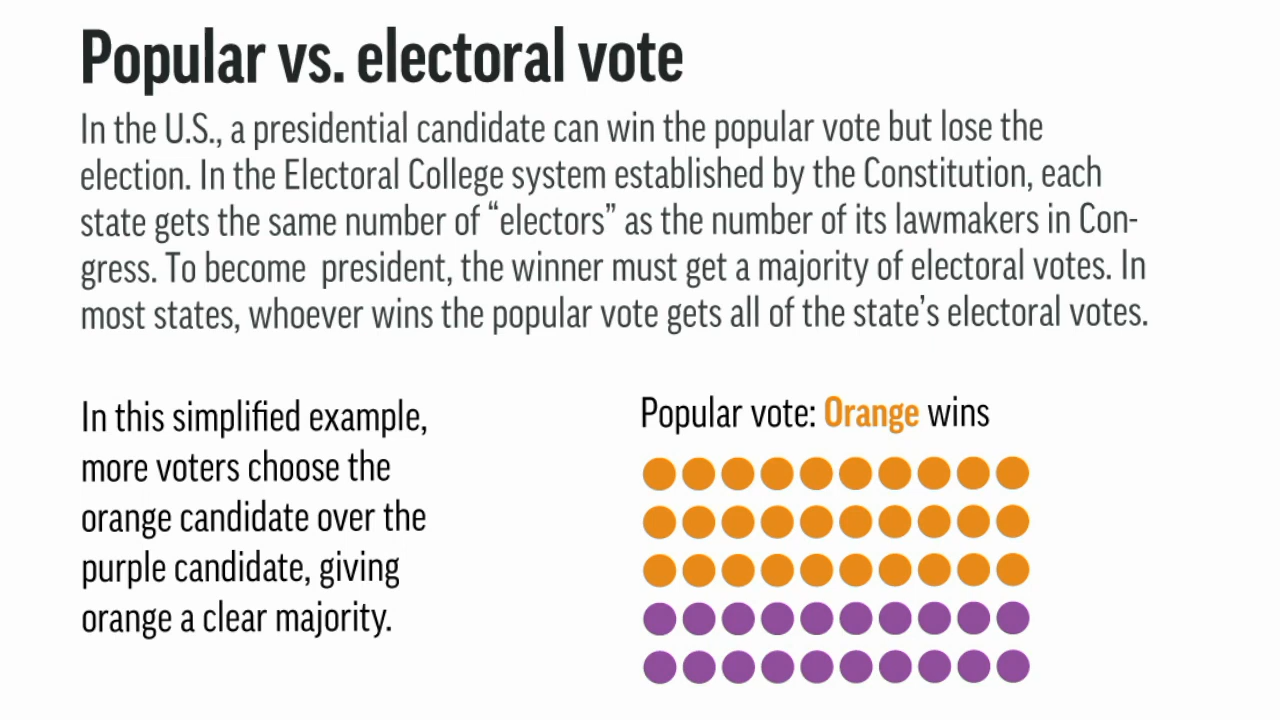 Popular vs. electoral vote
In the U.S., a presidential candidate can win the popular vote but lose the
election. In the Electoral College system established by the Constitution, each
state gets the same number of “electors” as the number of its lawmakers in Con-
gress. To become  president, the winner must get a majority of electoral votes. In
most states, whoever wins the popular vote gets all of the state’s electoral votes.
In this simplified example,
more voters choose the
orange candidate over the
purple candidate, giving
orange a clear majority.
Popular vote: Orange wins